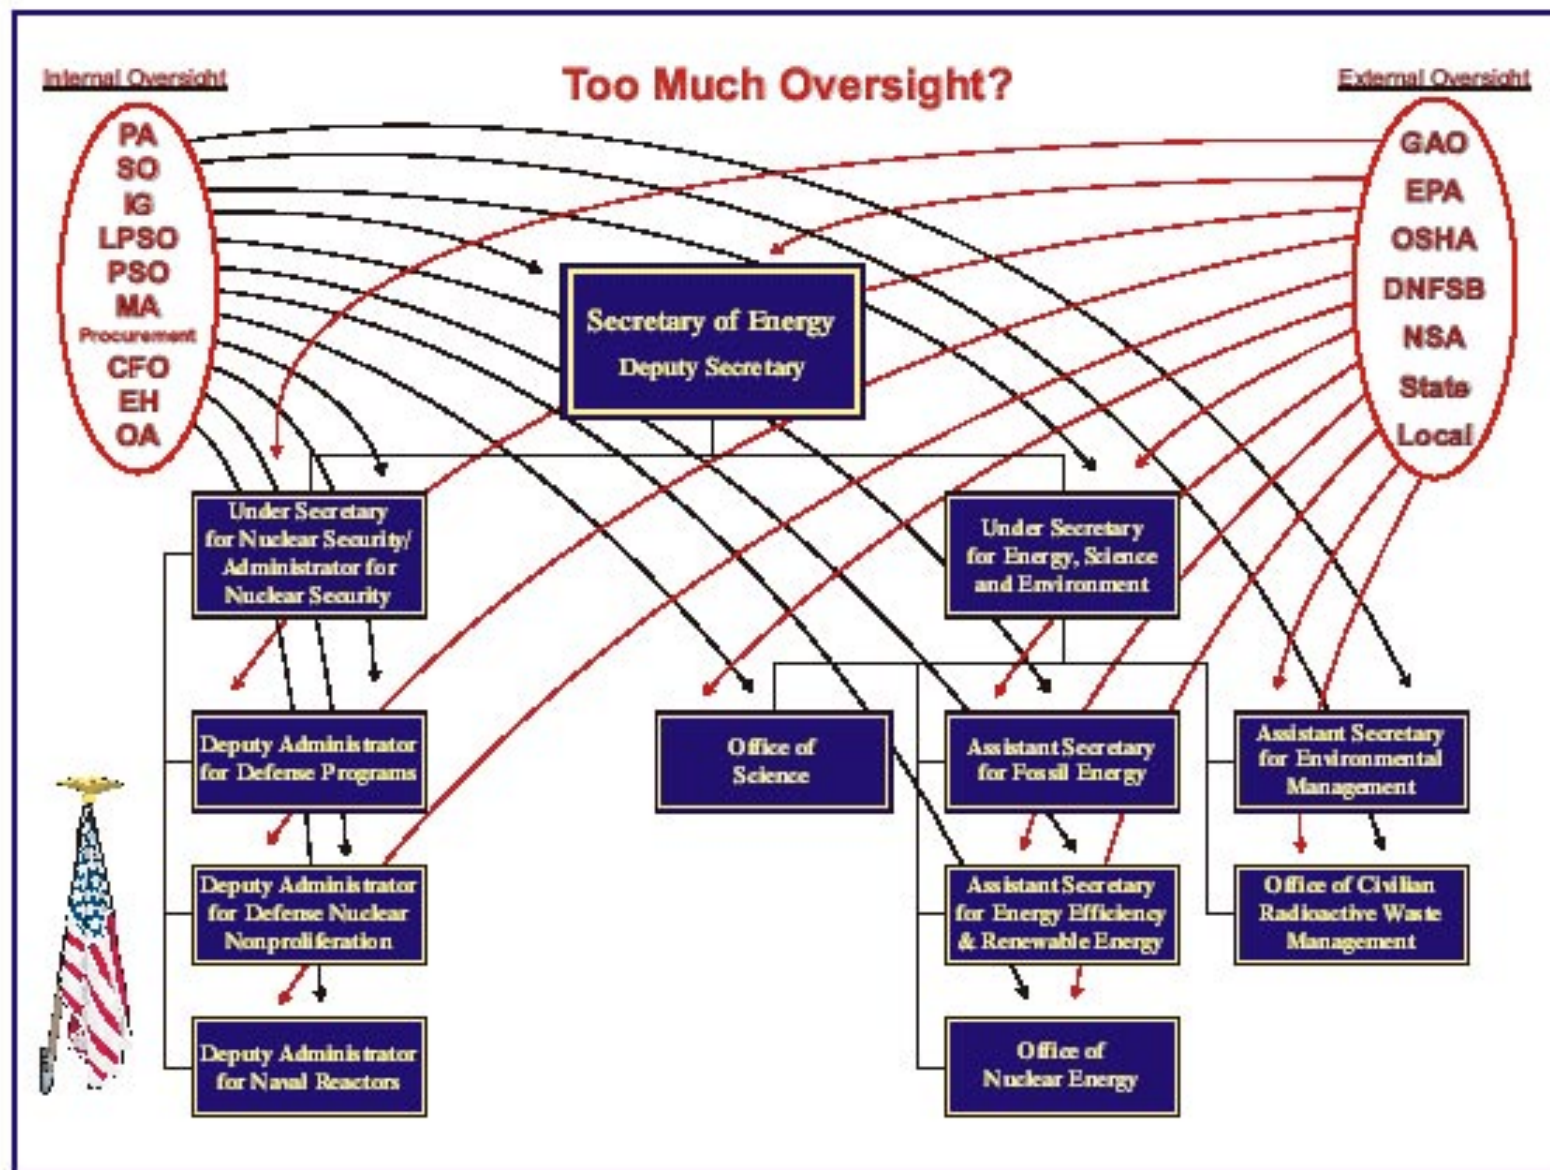 Too Much Oversight?
Internal Oversight
PA
SO
IG
LPSO
PSO
MA
Procurement
CFO
EH
OA
External Oversight
GAO
EPA
OSHA
DNFSB
NSA
State
Local
Secretary of Energy
Deputy Secretary
Under Secretary
for Nuclear Security/
Administrator for
Nuclear Security
Under Secretary
for Energy, Science
and Environment
Deputy Administrator
for Defense Programs
Office of
Science
Assistant Secretary
for Fossil Energy
Assistant Secretary
for Environmental
Management
Deputy Administrator
for Defense Nuclear
Nonproliferation
Assistant Secretary
for Energy Efficiency
& Renewable Energy
Office of Civilian
Radioactive Waste
Management
Deputy Administrator
for Naval Reactors
Office of
Nuclear Energy